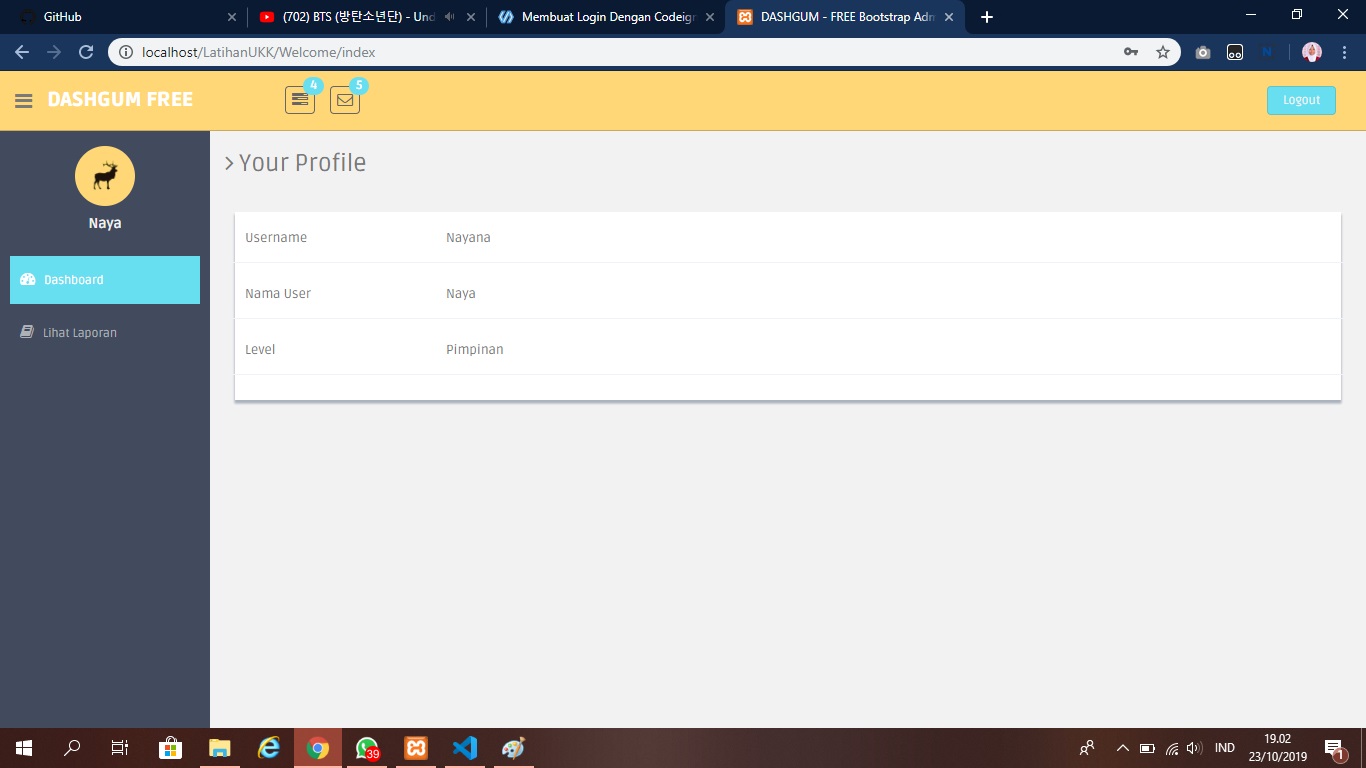 GitHub
(702) BTS (방탄소년단) - Und
Membuat Login Dengan Codeign
DASHGUM - FREE Bootstrap Adm
localhost/LatihanUKK/Welcome/index
DASHGUM FREE
4
5
Logout
Naya
Dashboard
Lihat Laporan
Your Profile
Username Nayana
Nama User Naya
Level Pimpinan
39
IND
19.02
23/10/2019
1